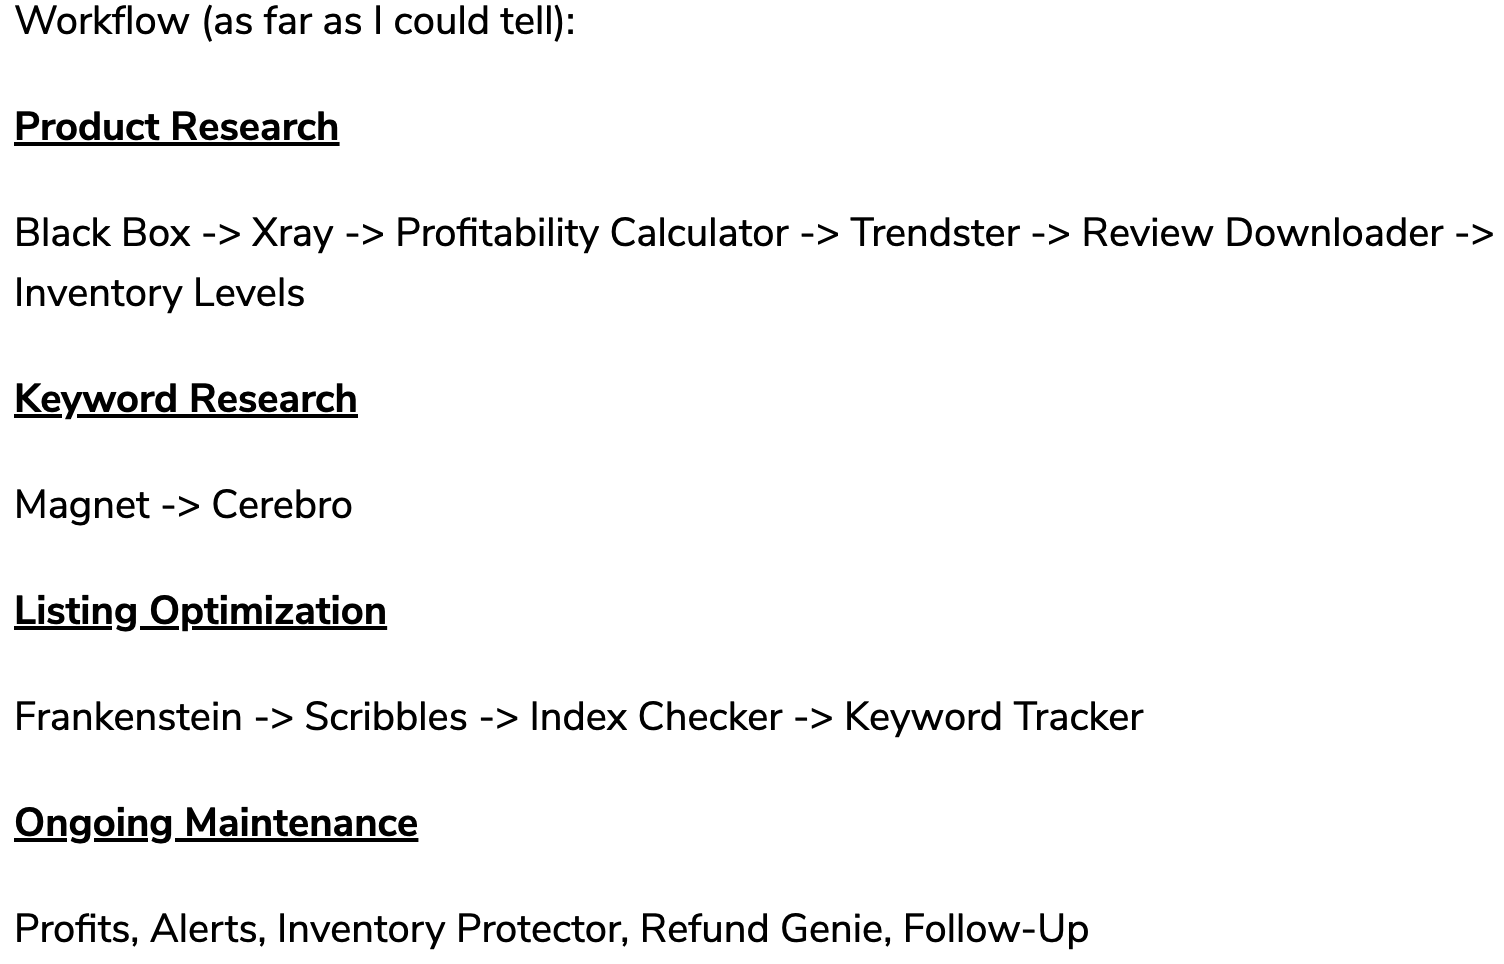 Workflow (as far as I could tell):
Product Research
Black Box -> Xray -> Profitability Calculator -> Trendster -> Review Downloader ->
Inventory Levels
Keyword Research
Magnet -> Cerebro
Listing Optimization
Frankenstein -> Scribbles -> Index Checker -> Keyword Tracker
Ongoing Maintenance
Profits, Alerts, Inventory Protector, Refund Genie, Follow-Up